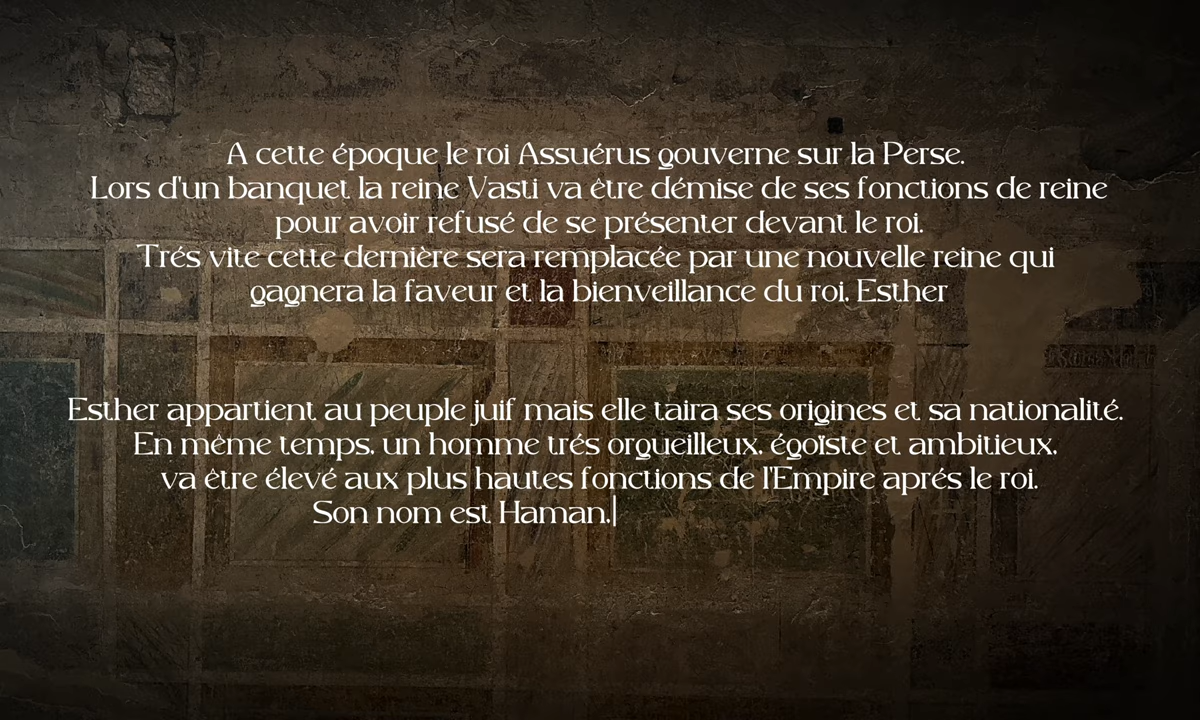 A cette époque le roi Assuérus gouverne sur la Perse.
Lors d'un banquet la reine Vasti va être démise de ses fonctions de reine
pour avoir refusé de se présenter devant le roi.
Trés vite cette dernière sera remplacée par une nouvelle reine qui
gagnera la faveur et la bienveillance du roi, Esther
Esther appartient au peuple juif mais elle taira ses origines et sa nationalité.
En même temps, un homme trés orgueilleux, égoïste et ambitieux,
va être élevé aux plus hautes fonctions de l'Empire aprés le roi.
Son nom est Haman.